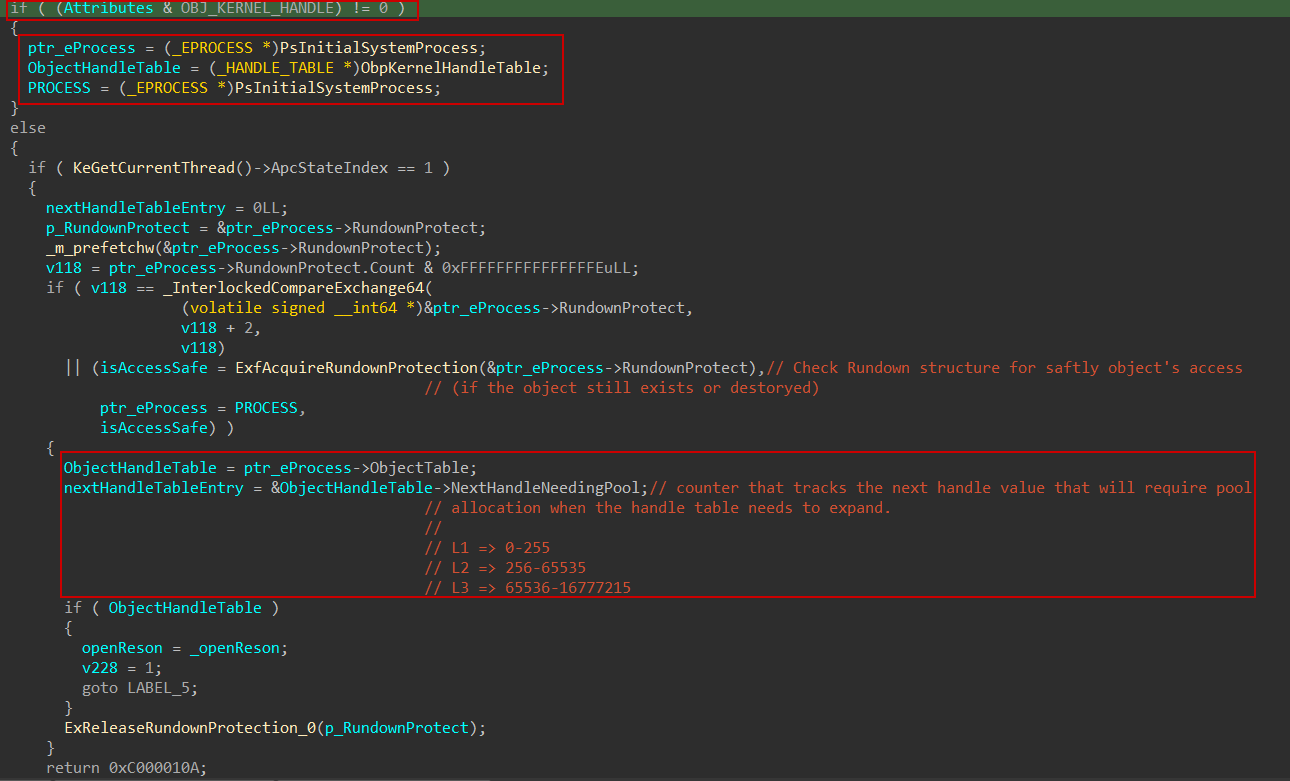 if ( (Attributes & OBJ_KERNEL_HANDLE) != 0 )
{
ptr_eProcess = (_EPROCESS *)PsInitialSystemProcess;
ObjectHandleTable = (_HANDLE_TABLE *)ObpKernelHandleTable;
PROCESS = (_EPROCESS *)PsInitialSystemProcess;
}
else
{
if ( KeGetCurrentThread()->ApcStateIndex == 1 )
{
nextHandleTableEntry = 0LL;
p_RundownProtect = &ptr_eProcess->RundownProtect;
_m_prefetchw(&ptr_eProcess->RundownProtect);
v118 = ptr_eProcess->RundownProtect.Count & 0xFFFFFFFFFFFFFFFEuLL;
if ( v118 == _InterlockedCompareExchange64(
(volatile signed __int64 *)&ptr_eProcess->RundownProtect,
v118 + 2,
v118)
|| (isAccessSafe = ExfAcquireRundownProtection(&ptr_eProcess->RundownProtect),// Check Rundown structure for saftly object's access
// (if the object still exists or destoryed)
ptr_eProcess = PROCESS,
isAccessSafe) )
{
ObjectHandleTable = ptr_eProcess->ObjectTable;
nextHandleTableEntry = &ObjectHandleTable->NextHandleNeedingPool;// counter that tracks the next handle value that will require pool
// allocation when the handle table needs to expand.
//
// L1 => 0-255
// L2 => 256-65535
// L3 => 65536-16777215
if ( ObjectHandleTable )
{
openReson = _openReson;
v228 = 1;
goto LABEL_5;
}
ExReleaseRundownProtection_0(p_RundownProtect);
}
return 0xC000010A;